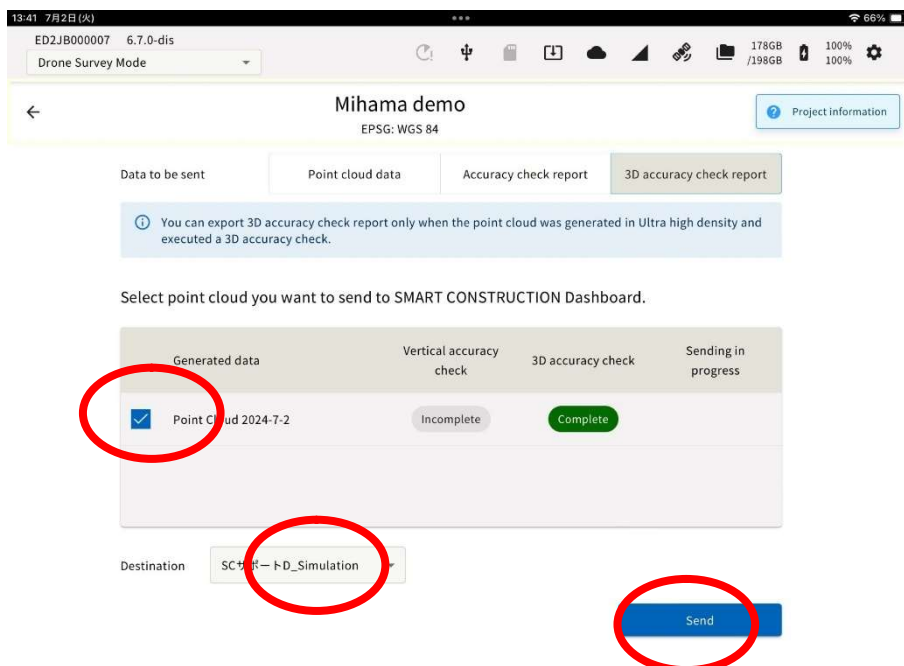 13:41 7月2日(火)
66%
ED2JB000007 6.7.0-dis
Drone Survey Mode
178GB
/198GB
100%
100%
Mihama demo
EPSG: WGS 84
Project information
Data to be sent
Point cloud data
Accuracy check report
3D accuracy check report
You can export 3D accuracy check report only when the point cloud was generated in Ultra high density and
executed a 3D accuracy check.
Select point cloud you want to send to SMART CONSTRUCTION Dashboard.
Generated data
Vertical accuracy
check
3D accuracy check
Sending in
progress
Point Cloud 2024-7-2
Incomplete
Complete
Destination
SCサポートD_Simulation
Send